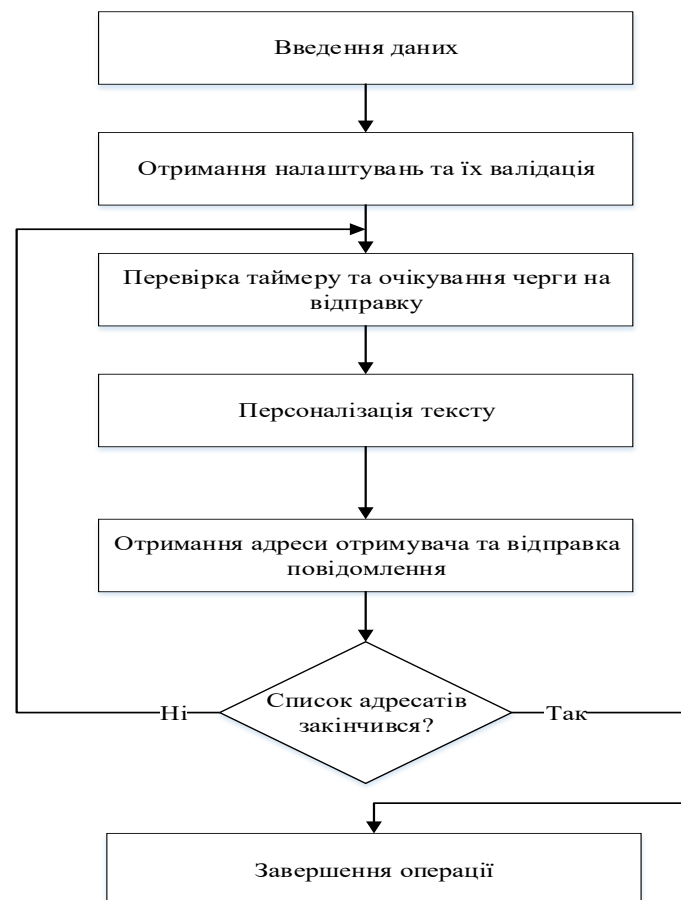 Введення даних
Отримання налаштувань та їх валідація
Перевірка таймеру та очікування черги на
відправку
Персоналізація тексту
Отримання адреси отримувача та відправка
повідомлення
Список адресатів
закінчився?
Ні
Так
Завершення операції